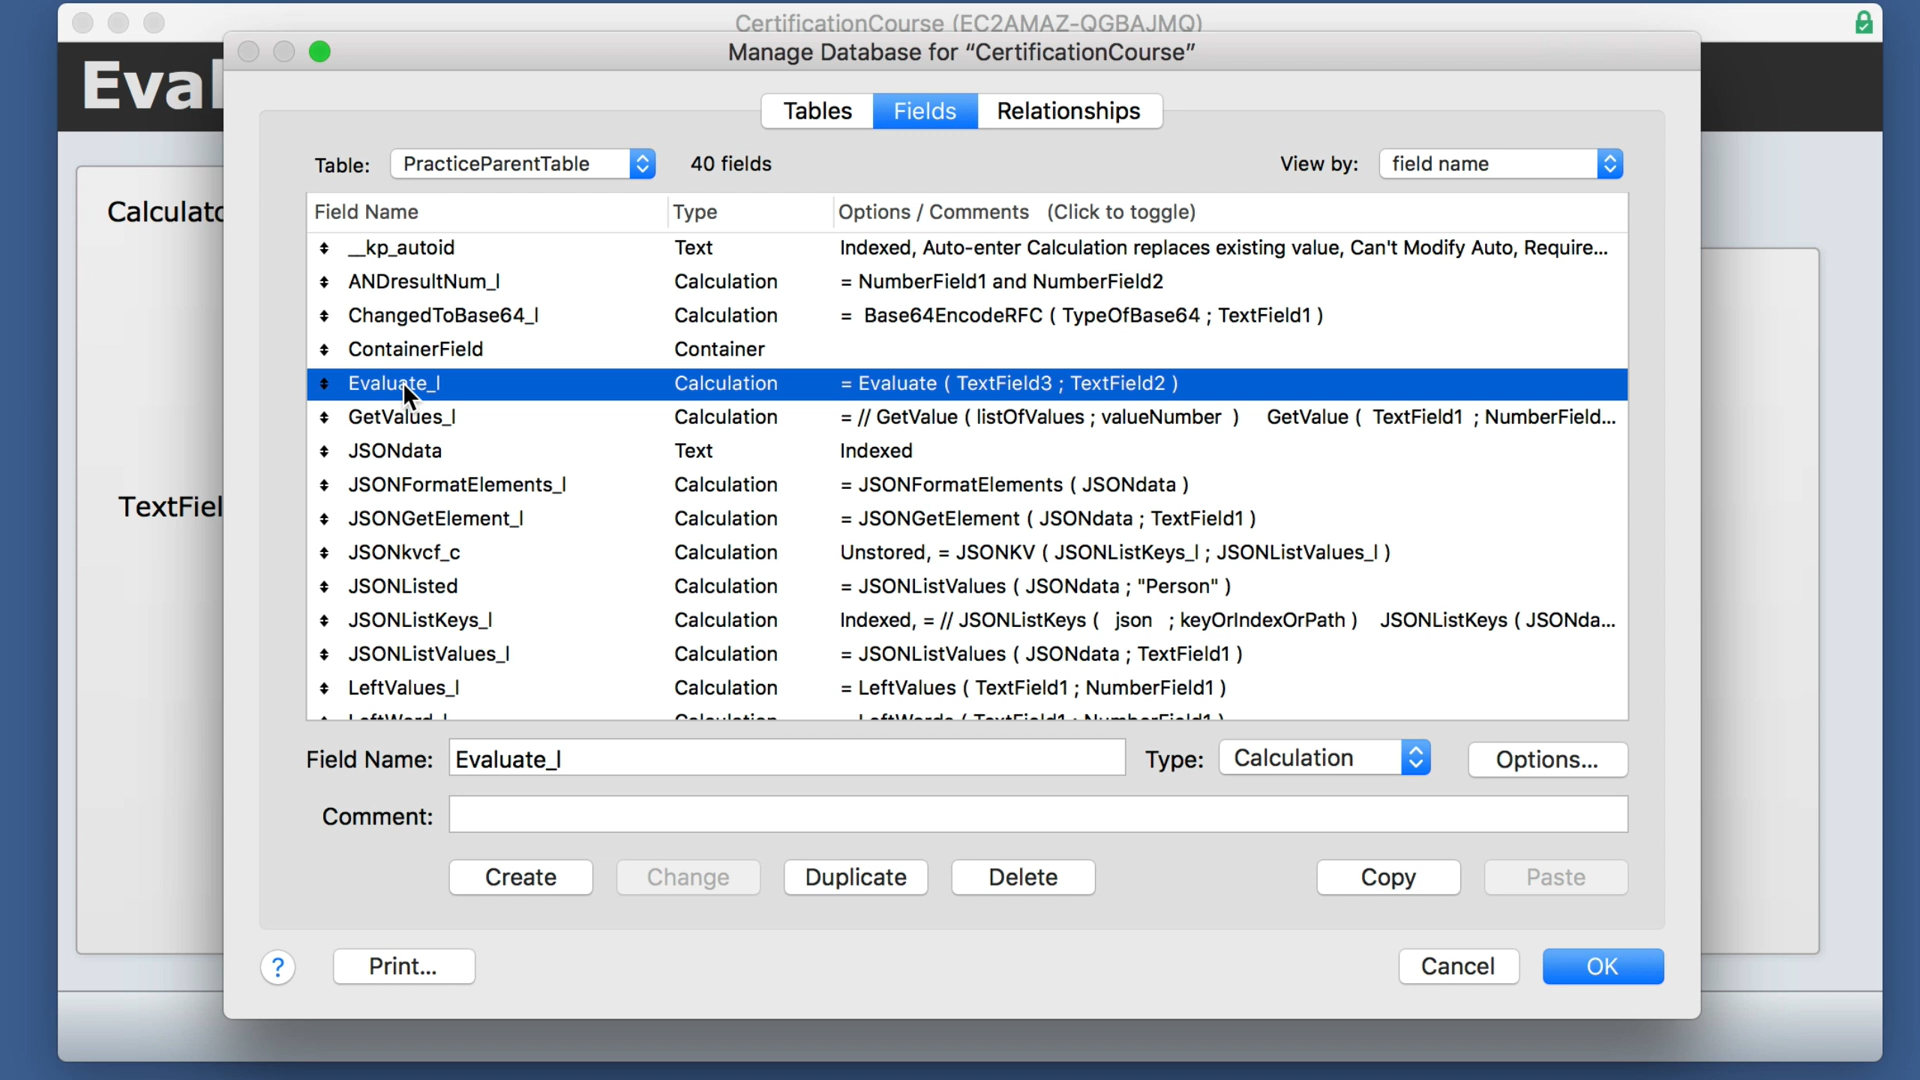 CertificationCourse (EC2AMAZ-QGBAJMQ)
Manage Database for “CertificationCourse”
Eval
Tables Fields Relationships
Table: PracticeParentTable 40 fields View by: field name
Field Name Type Options / Comments (Click to toggle)
__kp_autoid Text Indexed, Auto-enter Calculation replaces existing value, Can't Modify Auto, Require...
ANDresultNum_l Calculation = NumberField1 and NumberField2
ChangedToBase64_l Calculation = Base64EncodeRFC ( TypeOfBase64 ; TextField1 )
ContainerField Container
Evaluate_l Calculation = Evaluate ( TextField3 ; TextField2 )
GetValues_l Calculation = // GetValue ( listOfValues ; valueNumber ) GetValue ( TextField1 ; NumberField...
JSONdata Text Indexed
JSONFormatElements_l Calculation = JSONFormatElements ( JSONdata )
JSONGetElement_l Calculation = JSONGetElement ( JSONdata ; TextField1 )
JSONkvcf_c Calculation Unstored, = JSONKV ( JSONListKeys_l ; JSONListValues_l )
JSONListed Calculation = JSONListValues ( JSONdata ; "Person" )
JSONListKeys_l Calculation Indexed, = // JSONListKeys ( json ; keyOrIndexOrPath ) JSONListKeys ( JSONda...
JSONListValues_l Calculation = JSONListValues ( JSONdata ; TextField1 )
LeftValues_l Calculation = LeftValues ( TextField1 ; NumberField1 )
Calculato
TextFiel
Field Name: Evaluate_l Type: Calculation Options...
Comment:
Create Change Duplicate Delete Copy Paste
? Print... Cancel OK